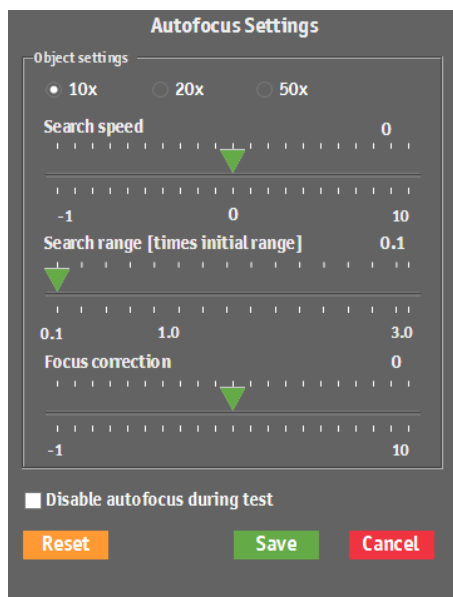 Autofocus Settings
Object settings
10x 20x 50x
Search speed 0
-1 0 10
Search range [times initial range] 0.1
0.1 1.0 3.0
Focus correction 0
-1 10
Disable autofocus during test
Reset Save Cancel